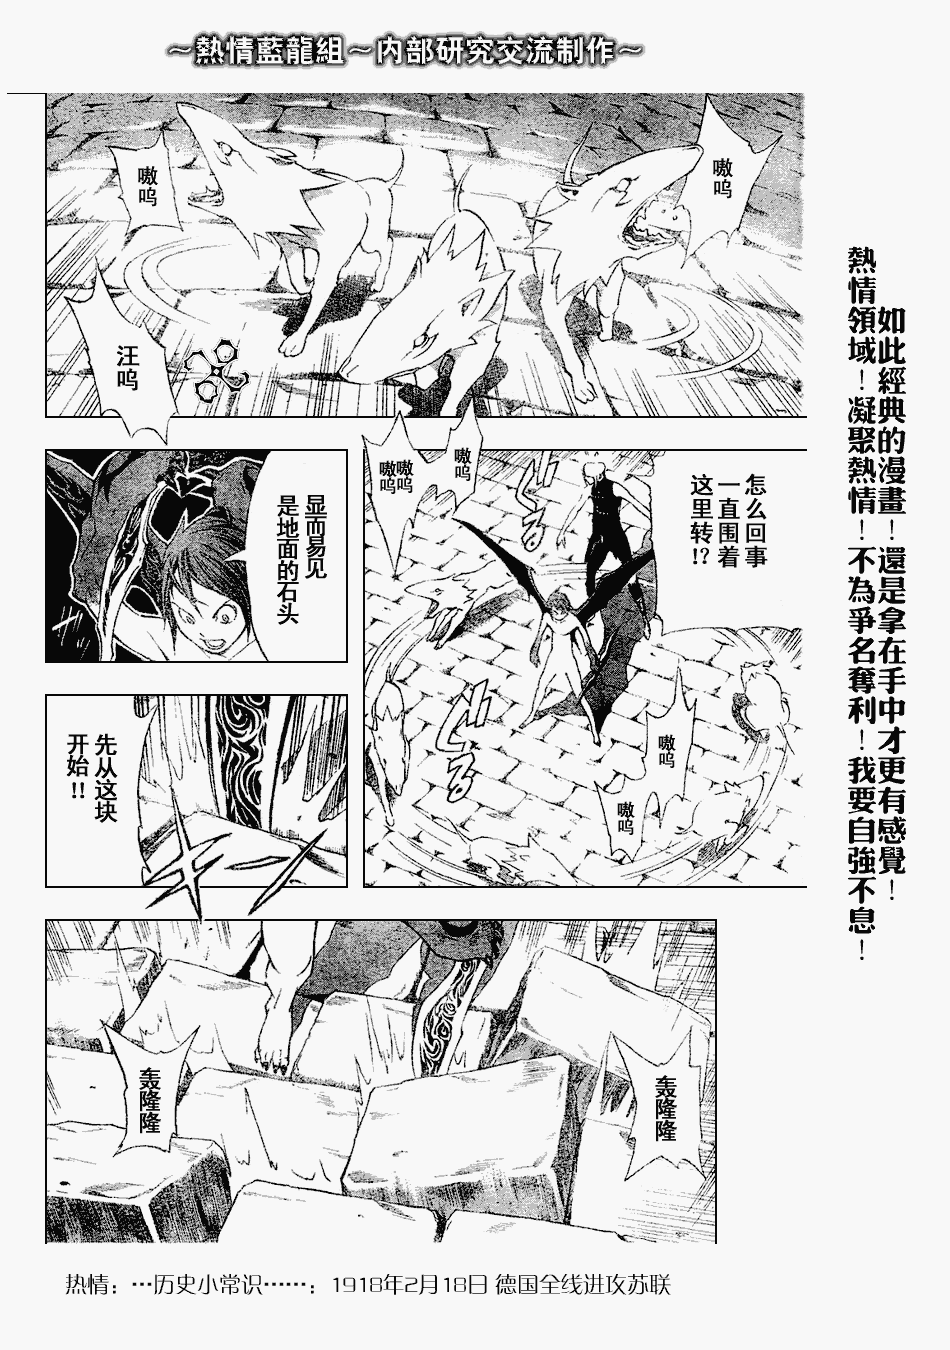 ～熱情藍龍組～内部研究交流制作～
嗷呜
嗷呜
汪呜
怎么回事
一直围着
这里转!?
嗷呜
嗷呜
嗷呜
ぐる
ぐる
嗷呜
嗷呜
显而易见
是地面的石头
先从这块
开始!!
轰隆隆
轰隆隆
如此經典的漫畫！還是拿在手中才更有感覺！
熱情領域！凝聚熱情！不為爭名奪利！我要自強不息！
热情：…历史小常识……：1918年2月18日 德国全线进攻苏联